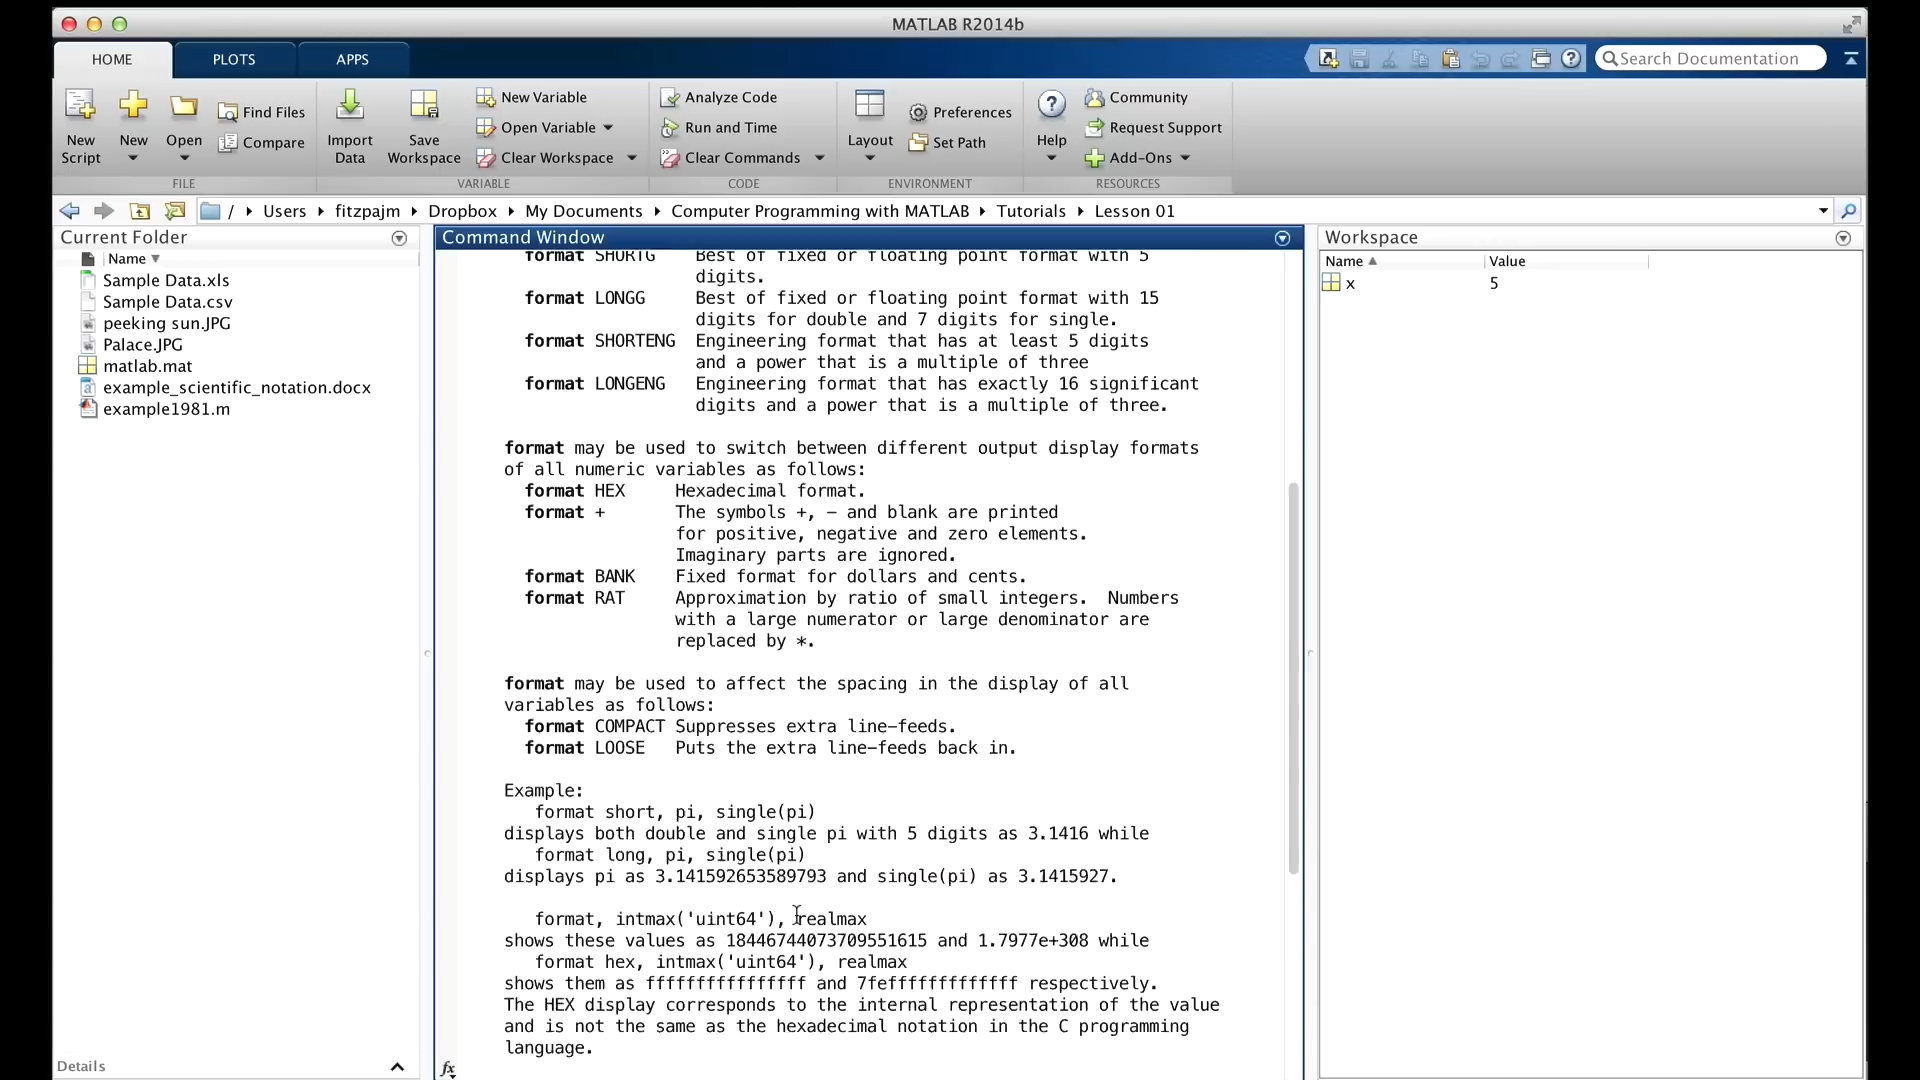 MATLAB R2014b
HOME PLOTS APPS
Search Documentation
New Script
New
Open
Find Files
Compare
Import Data
Save Workspace
New Variable
Open Variable
Clear Workspace
Analyze Code
Run and Time
Clear Commands
Layout
Preferences
Set Path
Help
Community
Request Support
Add-Ons
FILE VARIABLE CODE ENVIRONMENT RESOURCES
/ Users fitzpajm Dropbox My Documents Computer Programming with MATLAB Tutorials Lesson 01
Current Folder
Name
Sample Data.xls
Sample Data.csv
peeking sun.JPG
Palace.JPG
matlab.mat
example_scientific_notation.docx
example1981.m
Details
Command Window
format SHORTG Best of fixed or floating point format with 5
digits.
format LONGG Best of fixed or floating point format with 15
digits for double and 7 digits for single.
format SHORTENG Engineering format that has at least 5 digits
and a power that is a multiple of three
format LONGENG Engineering format that has exactly 16 significant
digits and a power that is a multiple of three.
format may be used to switch between different output display formats
of all numeric variables as follows:
format HEX Hexadecimal format.
format + The symbols +, - and blank are printed
for positive, negative and zero elements.
Imaginary parts are ignored.
format BANK Fixed format for dollars and cents.
format RAT Approximation by ratio of small integers. Numbers
with a large numerator or large denominator are
replaced by *.
format may be used to affect the spacing in the display of all
variables as follows:
format COMPACT Suppresses extra line-feeds.
format LOOSE Puts the extra line-feeds back in.
Example:
format short, pi, single(pi)
displays both double and single pi with 5 digits as 3.1416 while
format long, pi, single(pi)
displays pi as 3.141592653589793 and single(pi) as 3.1415927.
format, intmax('uint64'), realmax
shows these values as 18446744073709551615 and 1.7977e+308 while
format hex, intmax('uint64'), realmax
shows them as ffffffffffffffff and 7fefffffffffffff respectively.
The HEX display corresponds to the internal representation of the value
and is not the same as the hexadecimal notation in the C programming
language.
fx
Workspace
Name Value
x 5